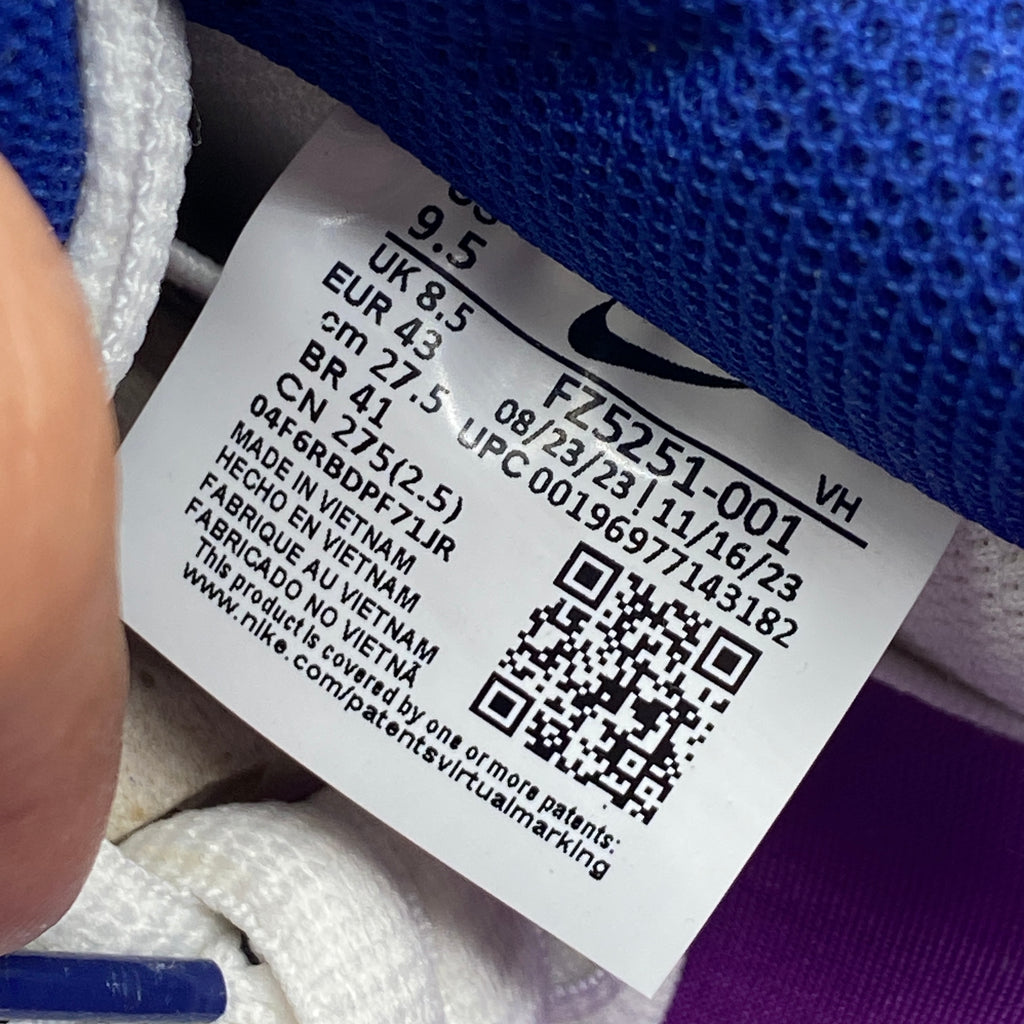 9.5
UK 8.5
EUR 43
cm 27.5
BR 41
CN 275(2.5)
04F6RBDPF71JR
MADE IN VIETNAM
HECHO EN VIETNAM
FABRIQUE AU VIETNAM
FABRICADO NO VIETNÃ
This product is covered by one or more patents:
www.nike.com/patentsvirtualmarking
VH
FZ5251-001
08/23/23 | 11/16/23
UPC 00196977143182